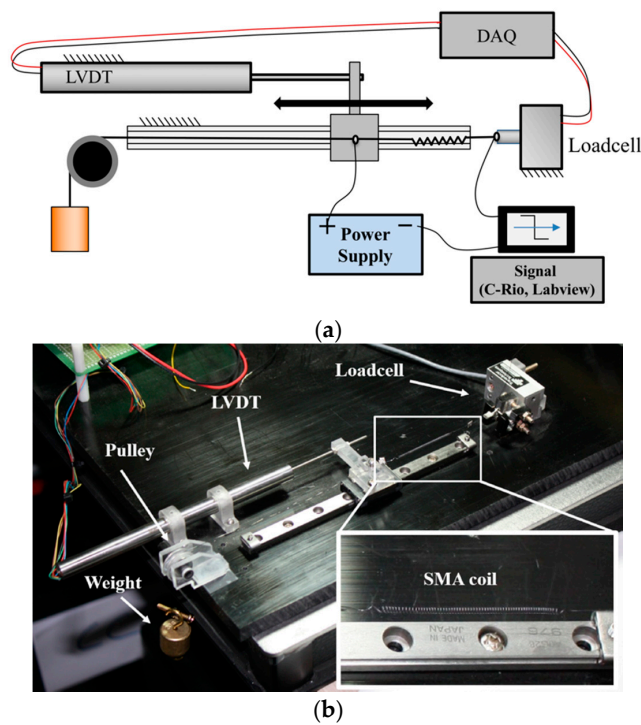 DAQ
LVDT
Loadcell
+
−
Power
Supply
Signal
(C-Rio, Labview)
(a)
Loadcell
LVDT
Pulley
Weight
SMA coil
MADE IN
JAPAN
(b)